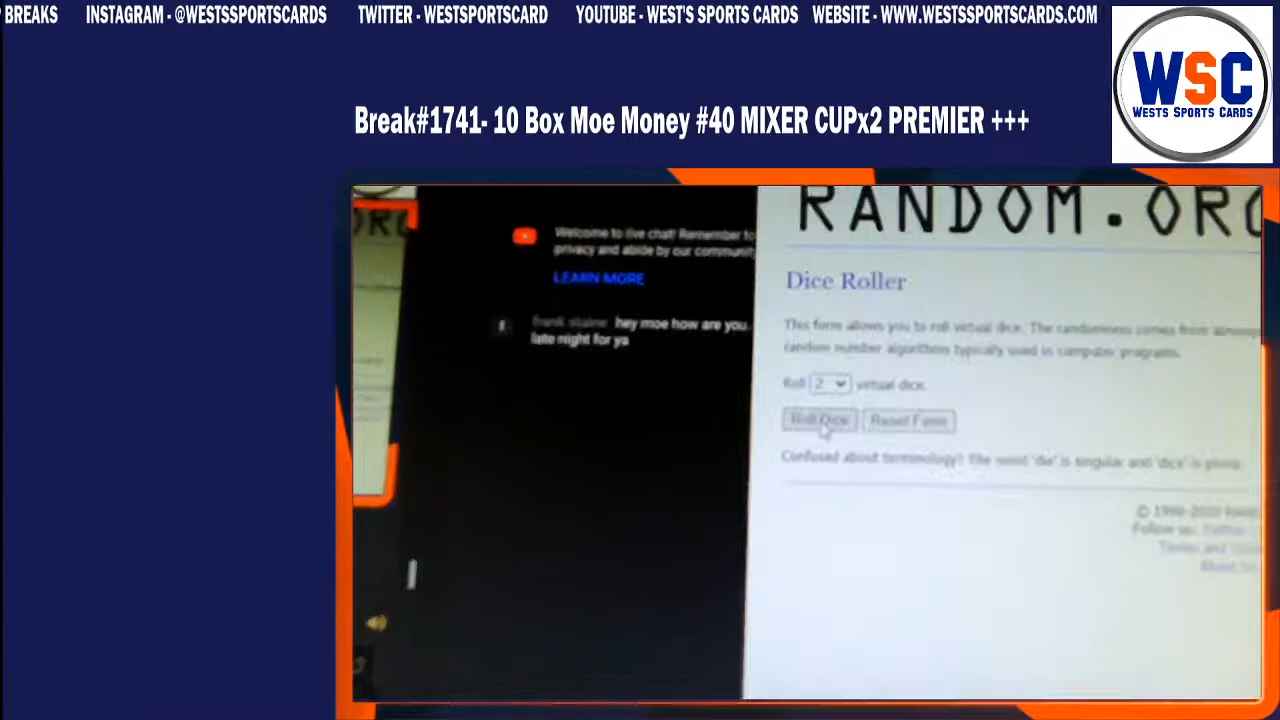 BREAKS INSTAGRAM - @WESTSSPORTSCARDS TWITTER - WESTSPORTSCARD YOUTUBE - WEST'S SPORTS CARDS WEBSITE - WWW.WESTSSPORTSCARDS.COM
WSC
WESTS SPORTS CARDS
Break#1741- 10 Box Moe Money #40 MIXER CUPx2 PREMIER +++
RANDOM.ORG
Welcome to live chat! Remember to
privacy and abide by our community
LEARN MORE
frank staine hey moe how are you
late night for ya
Dice Roller
This form allows you to roll virtual dice. The randomness comes from
random number algorithms typically used in computer programs.
Roll 2 virtual dice.
Roll Dice Reset Form
Confused about terminology? The word 'die' is singular and 'dice' is plural.
Follow us: